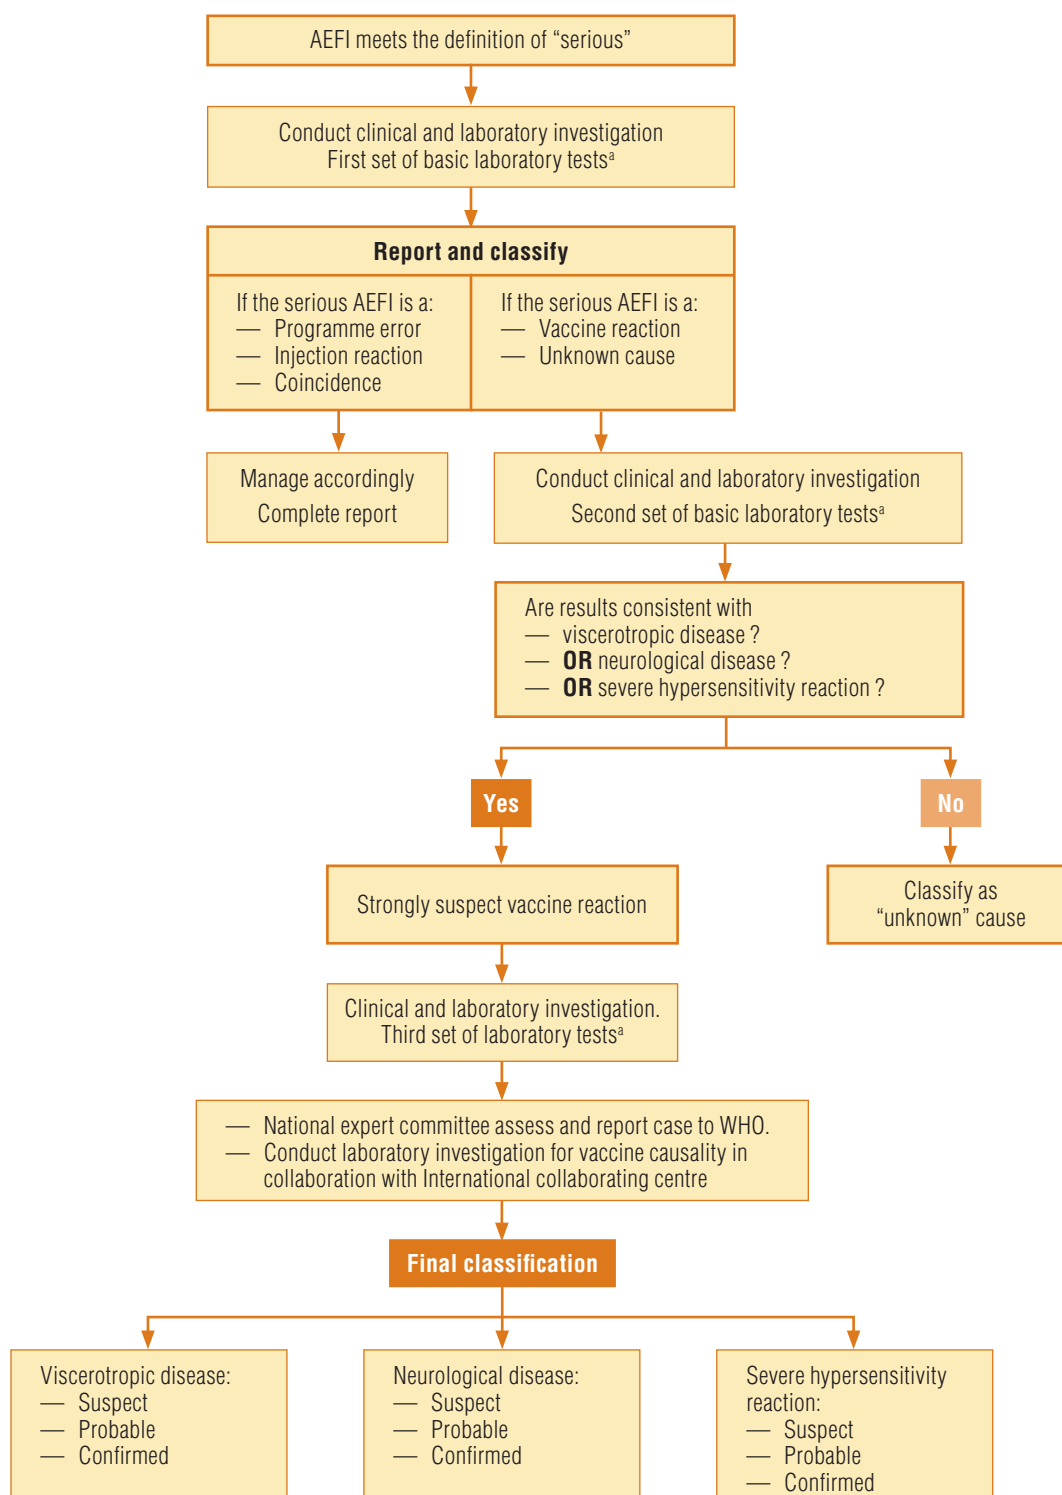 AEFI meets the definition of “serious”
Conduct clinical and laboratory investigation
First set of basic laboratory testsᵃ
Report and classify
If the serious AEFI is a:
— Programme error
— Injection reaction
— Coincidence
If the serious AEFI is a:
— Vaccine reaction
— Unknown cause
Manage accordingly
Complete report
Conduct clinical and laboratory investigation
Second set of basic laboratory testsᵃ
Are results consistent with
— viscerotropic disease ?
— OR neurological disease ?
— OR severe hypersensitivity reaction ?
Yes
No
Strongly suspect vaccine reaction
Classify as
“unknown” cause
Clinical and laboratory investigation.
Third set of laboratory testsᵃ
— National expert committee assess and report case to WHO.
— Conduct laboratory investigation for vaccine causality in
collaboration with International collaborating centre
Final classification
Viscerotropic disease:
— Suspect
— Probable
— Confirmed
Neurological disease:
— Suspect
— Probable
— Confirmed
Severe hypersensitivity
reaction:
— Suspect
— Probable
— Confirmed